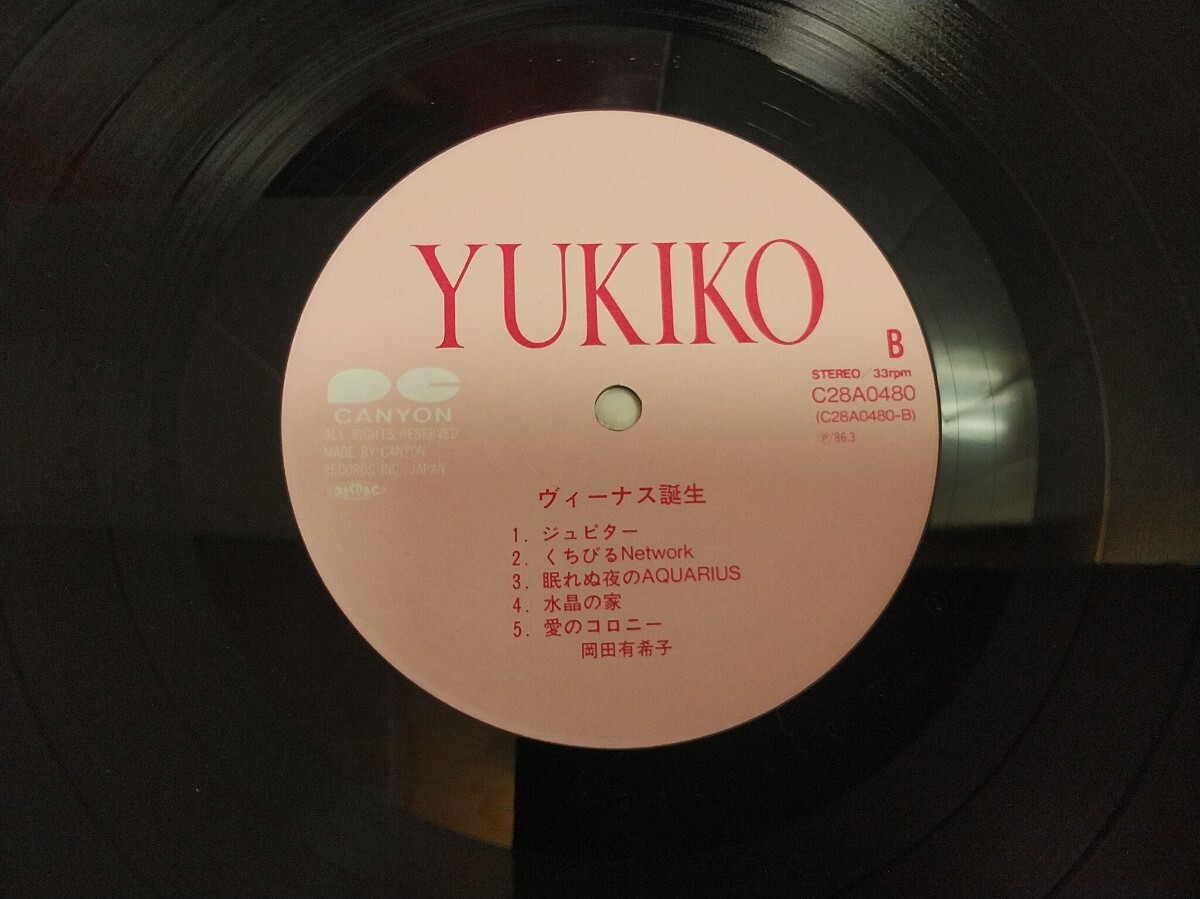 YUKIKO
B
STEREO/33rpm
C28A0480
(C28A0480-B)
Ⓟ'86.3
CANYON
ALL RIGHTS RESERVED.
MADE BY CANYON
RECORDS INC. JAPAN
JASRAC
ヴィーナス誕生
1. ジュピター
2. くちびるNetwork
3. 眠れぬ夜のAQUARIUS
4. 水晶の家
5. 愛のコロニー
岡田有希子